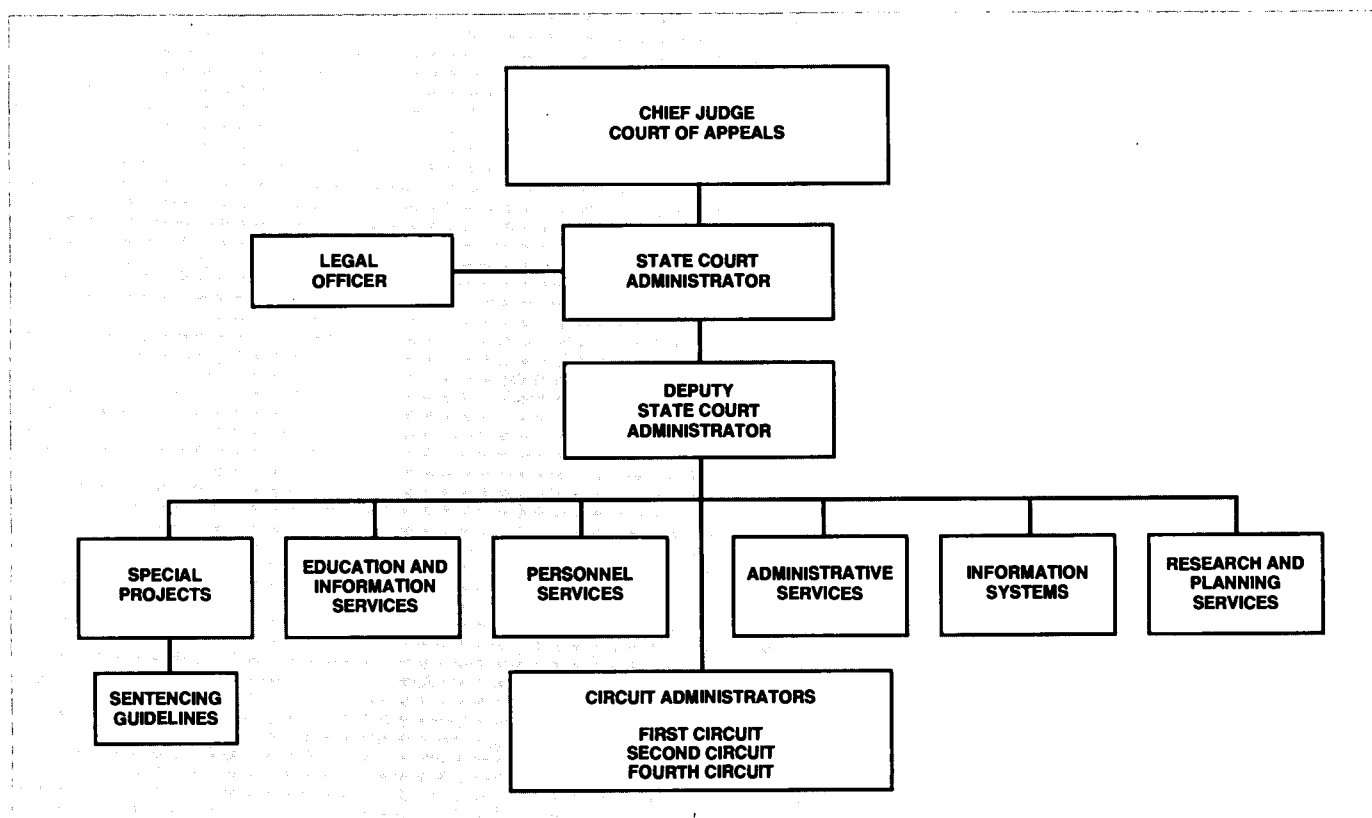 CHIEF JUDGE
COURT OF APPEALS
LEGAL
OFFICER
STATE COURT
ADMINISTRATOR
DEPUTY
STATE COURT
ADMINISTRATOR
SPECIAL
PROJECTS
EDUCATION AND
INFORMATION
SERVICES
PERSONNEL
SERVICES
ADMINISTRATIVE
SERVICES
INFORMATION
SYSTEMS
RESEARCH AND
PLANNING
SERVICES
SENTENCING
GUIDELINES
CIRCUIT ADMINISTRATORS
FIRST CIRCUIT
SECOND CIRCUIT
FOURTH CIRCUIT